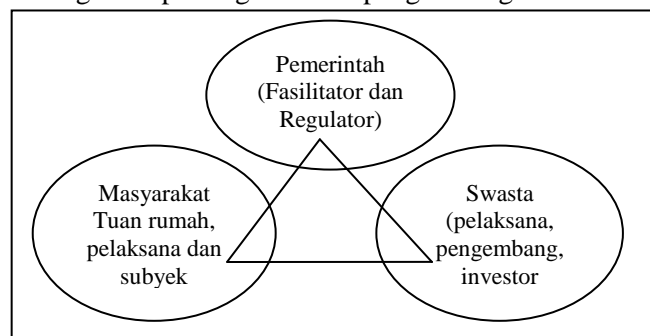 Pemerintah
(Fasilitator dan
Regulator)
Masyarakat
Tuan rumah,
pelaksana dan
subyek
Swasta
(pelaksana,
pengembang,
investor